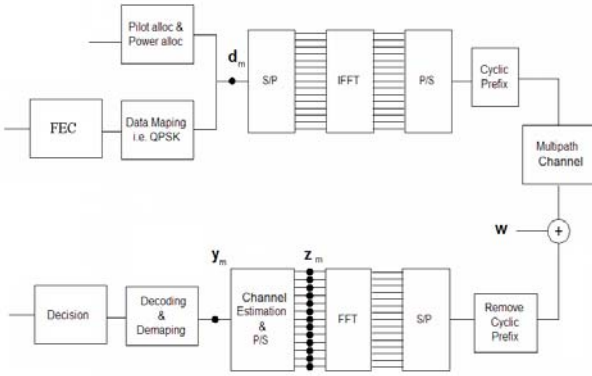 Pilot alloc &
Power alloc
d_m
S/P
IFFT
P/S
Cyclic
Prefix
FEC
Data Maping
i.e. QPSK
Multipath
Channel
W
+
y_m
z_m
Decision
Decoding
&
Demaping
Channel
Estimation
&
P/S
FFT
S/P
Remove
Cyclic
Prefix